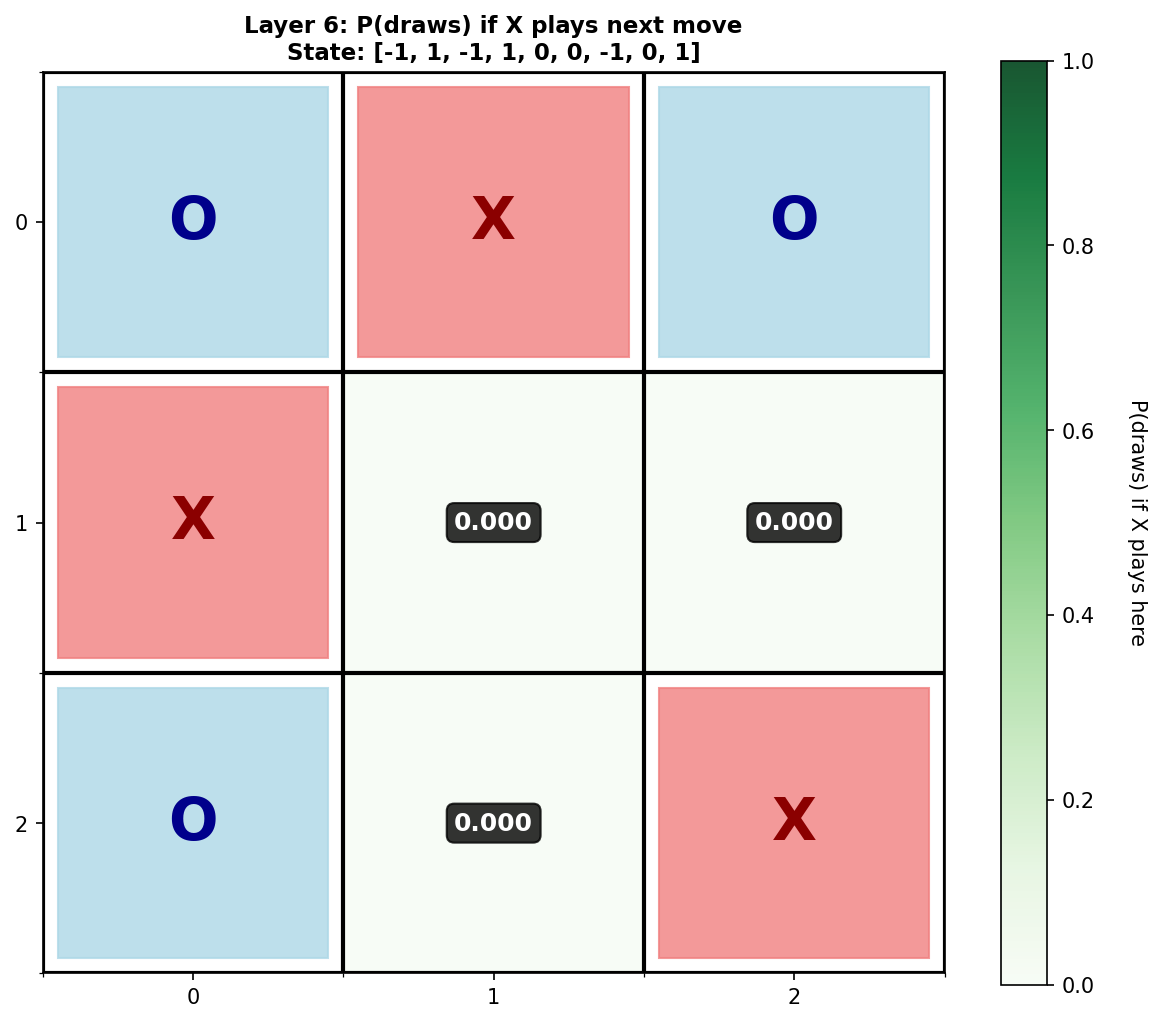 Layer 6: P(draws) if X plays next move
State: [-1, 1, -1, 1, 0, 0, -1, 0, 1]
0
O
X
O
1
X
0.000
0.000
2
O
0.000
X
0
1
2
1.0
0.8
0.6
0.4
0.2
0.0
P(draws) if X plays here